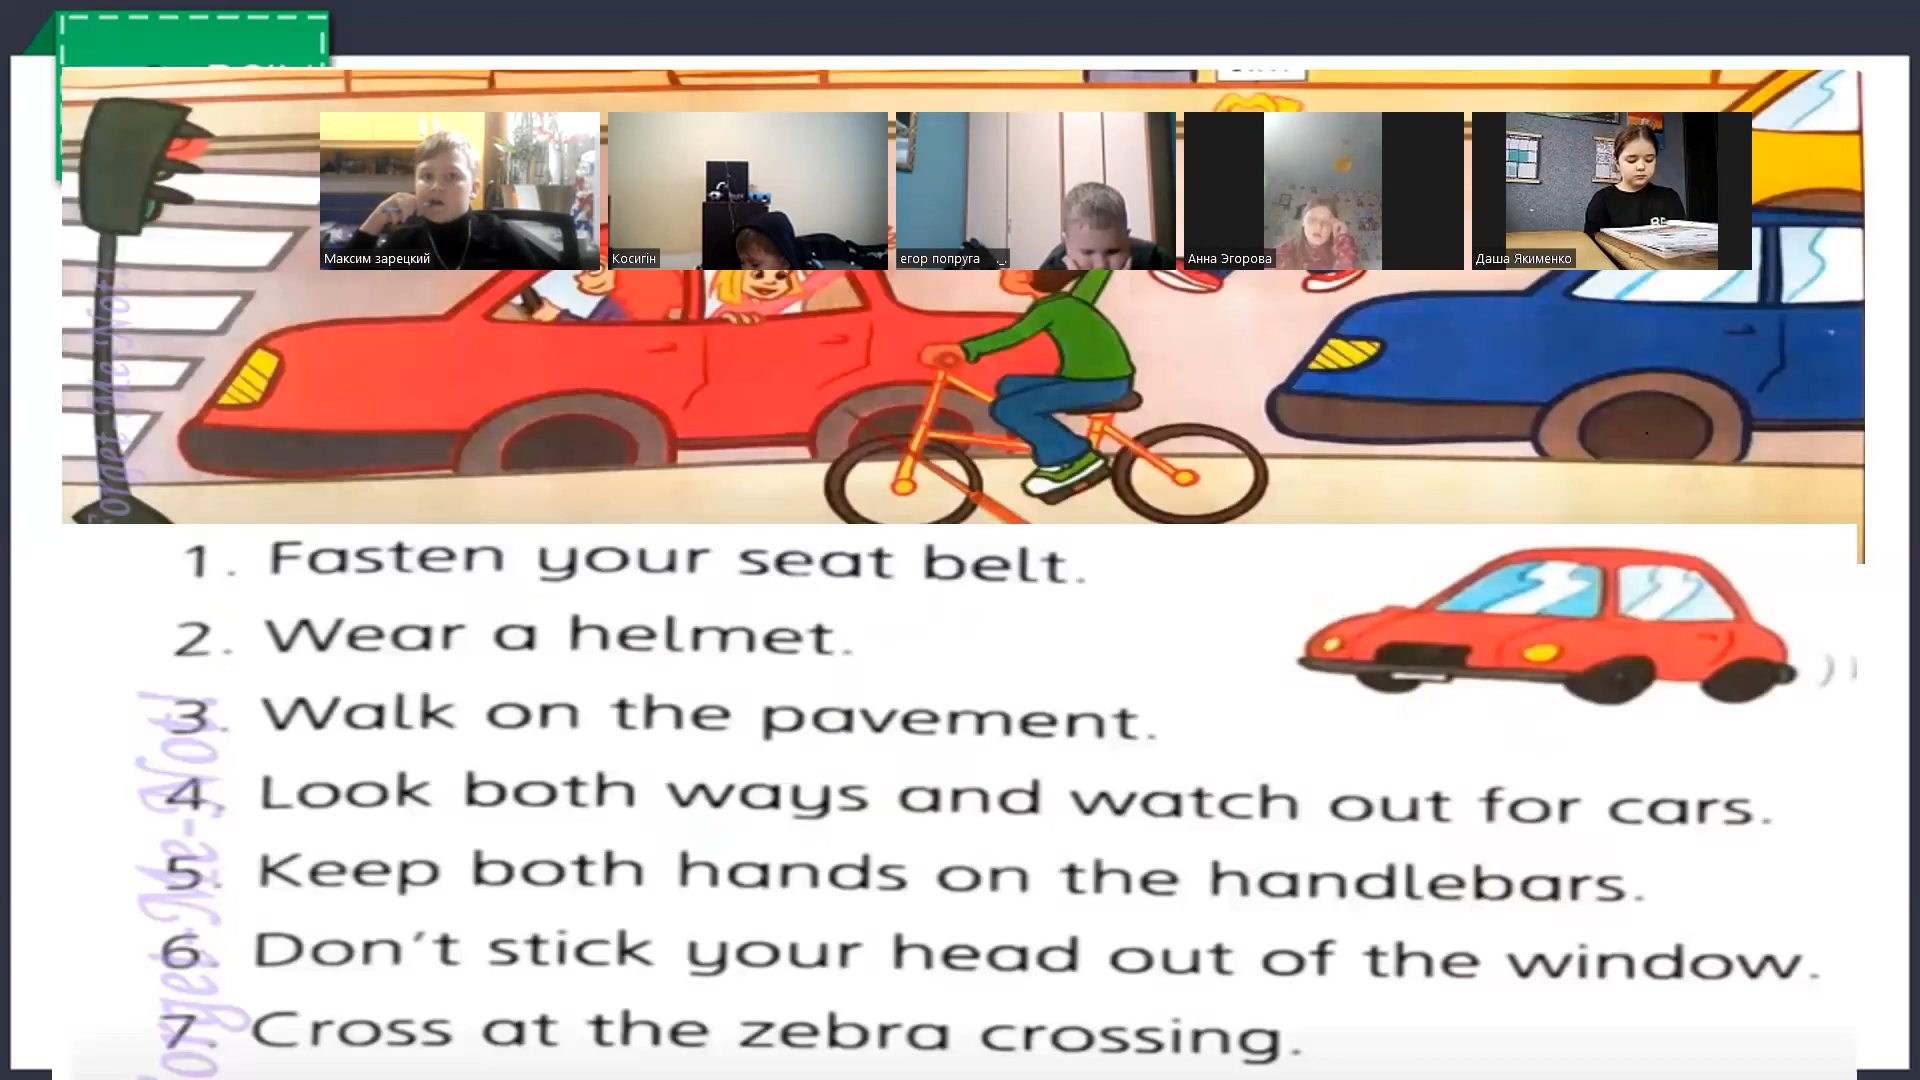 Максим зарецкий
Косигін
егор попруга ._.
Анна Эгорова
Даша Якименко
Forget-Me-Not!
1. Fasten your seat belt.
2. Wear a helmet.
3. Walk on the pavement.
4. Look both ways and watch out for cars.
5. Keep both hands on the handlebars.
6. Don't stick your head out of the window.
7. Cross at the zebra crossing.
Forget-Me-Not!